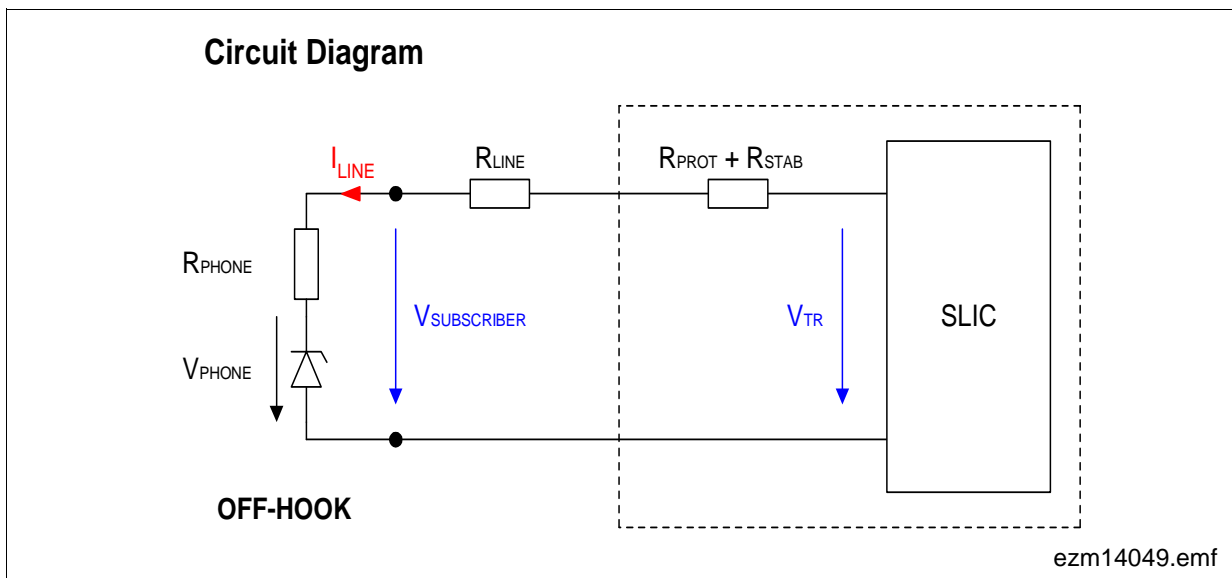 Circuit Diagram
ILINE
RLINE
RPROT + RSTAB
RPHONE
VSUBSCRIBER
VTR
SLIC
VPHONE
OFF-HOOK
ezm14049.emf